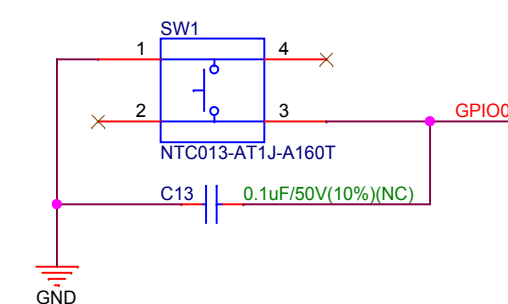 SW1
1 4
2 3
GPIO0
NTC013-AT1J-A160T
C13 0.1uF/50V(10%)(NC)
GND